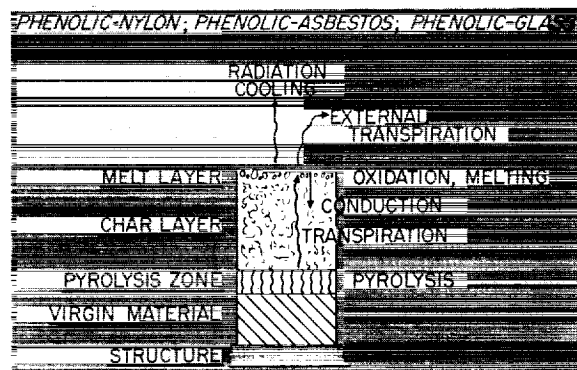 PHENOLIC-NYLON; PHENOLIC-ASBESTOS; PHENOLIC-GLASS
RADIATION
COOLING
EXTERNAL
TRANSPIRATION
MELT LAYER
OXIDATION, MELTING
CONDUCTION
CHAR LAYER
TRANSPIRATION
PYROLYSIS ZONE
PYROLYSIS
VIRGIN MATERIAL
STRUCTURE